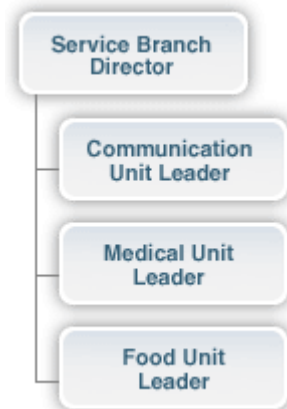 Service Branch
Director
Communication
Unit Leader
Medical Unit
Leader
Food Unit
Leader